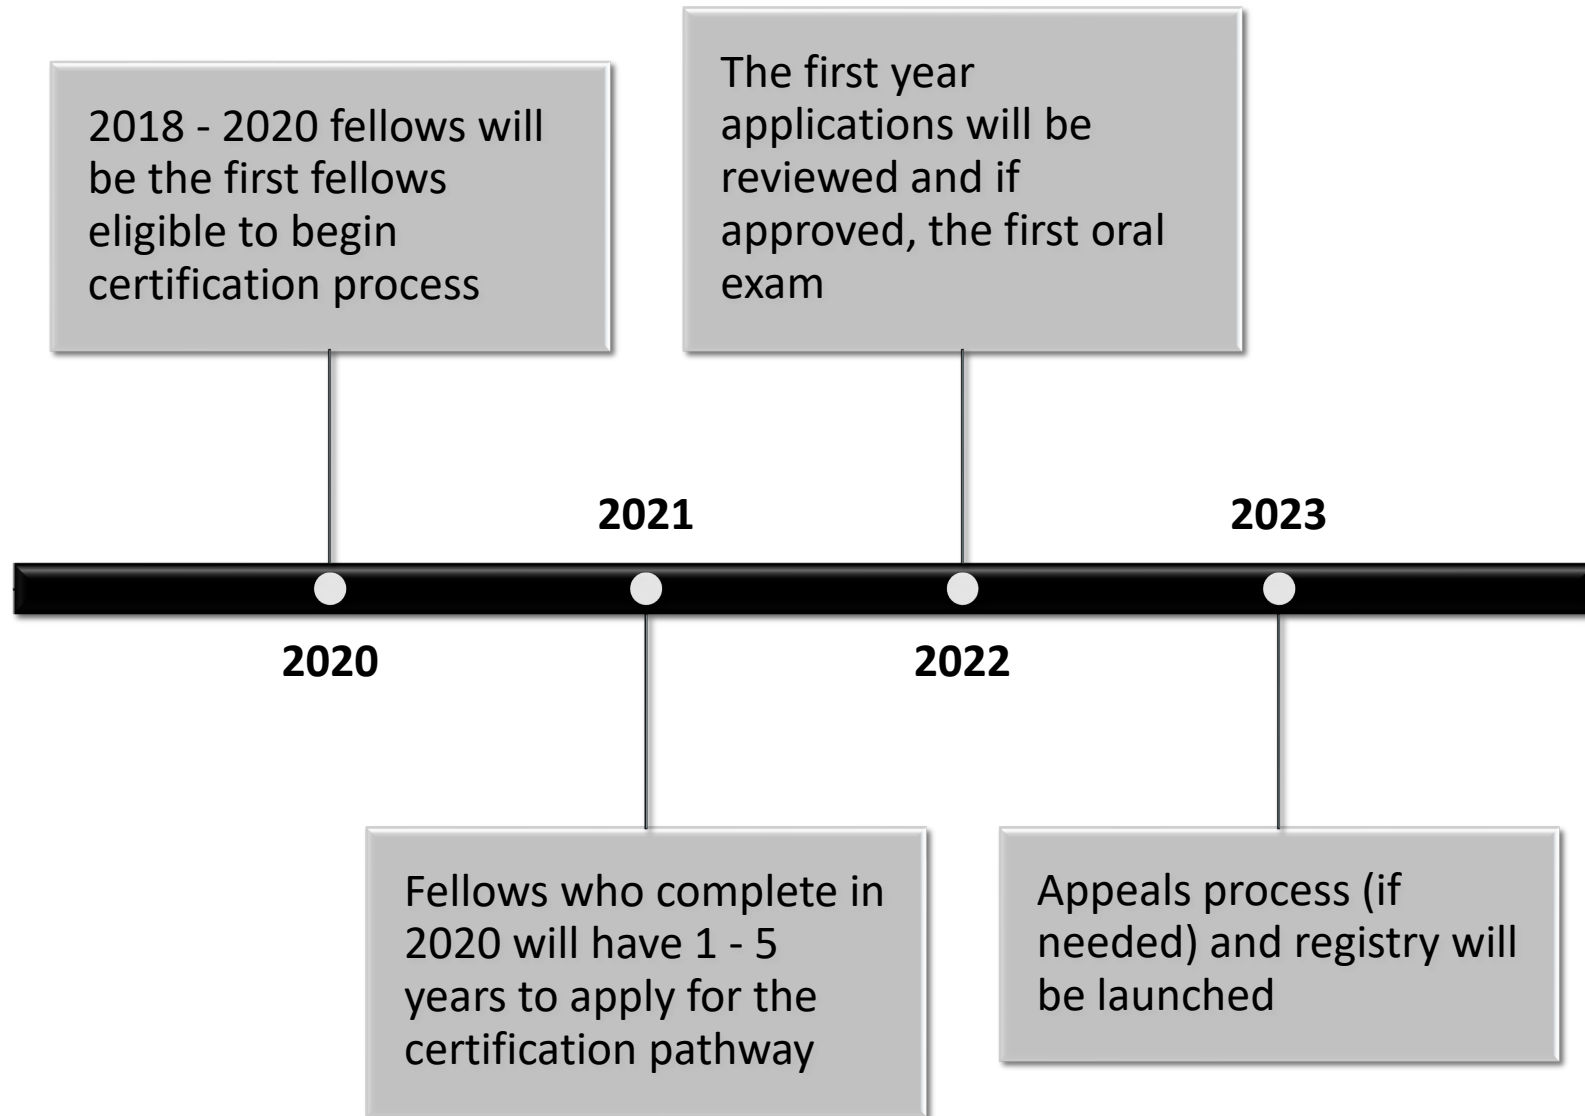 2018 - 2020 fellows will
be the first fellows
eligible to begin
certification process
The first year
applications will be
reviewed and if
approved, the first oral
exam
2021
2023
2020
2022
Fellows who complete in
2020 will have 1 - 5
years to apply for the
certification pathway
Appeals process (if
needed) and registry will
be launched